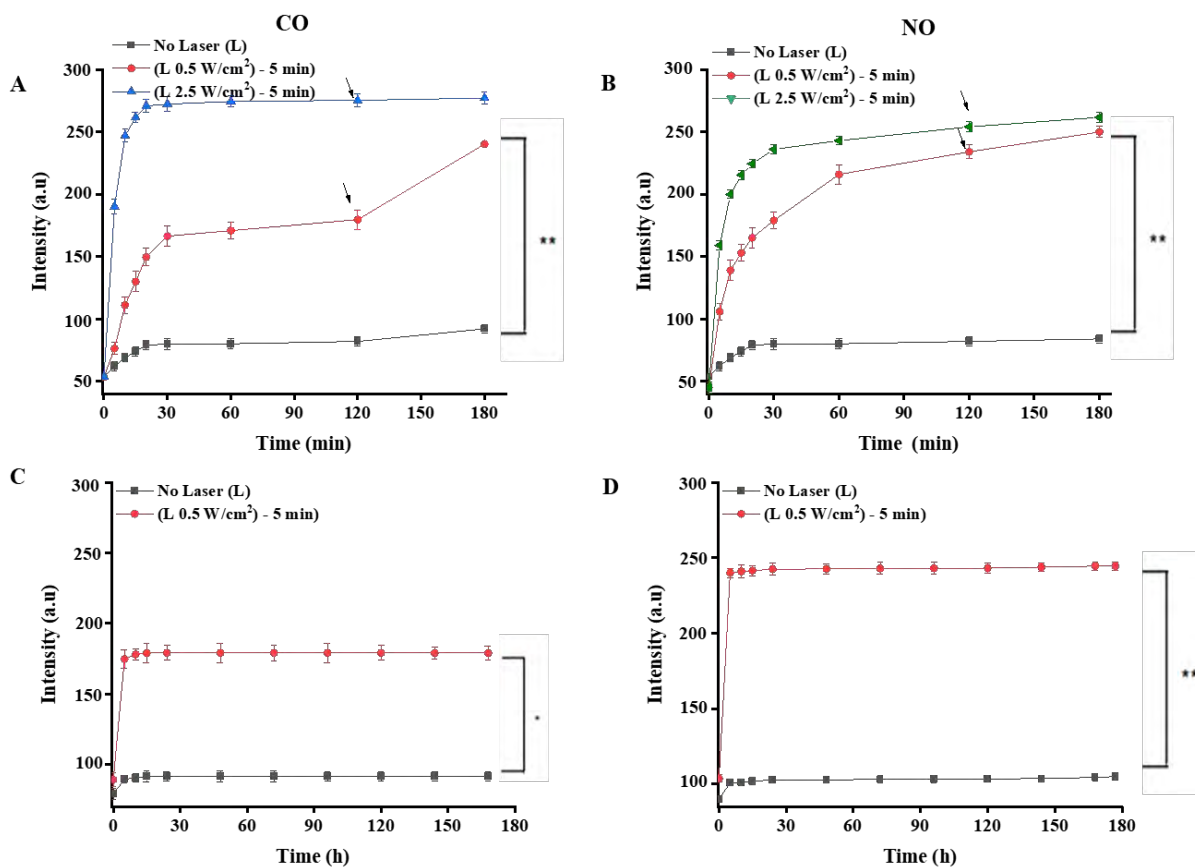 CO
NO
A
No Laser (L)
(L 0.5 W/cm²) - 5 min)
(L 2.5 W/cm²) - 5 min)
300
250
200
150
100
50
0
30
60
90
120
150
180
Intensity (a.u)
Time (min)
**
B
No Laser (L)
(L 0.5 W/cm²) - 5 min)
(L 2.5 W/cm²) - 5 min)
300
250
200
150
100
50
0
30
60
90
120
150
180
Intensity (a.u)
Time (min)
**
C
No Laser (L)
(L 0.5 W/cm²) - 5 min)
300
250
200
150
100
0
30
60
90
120
150
180
Intensity (a.u)
Time (h)
*
D
No Laser (L)
(L 0.5 W/cm²) - 5 min)
300
250
200
150
100
0
30
60
90
120
150
180
Intensity (a.u)
Time (h)
**